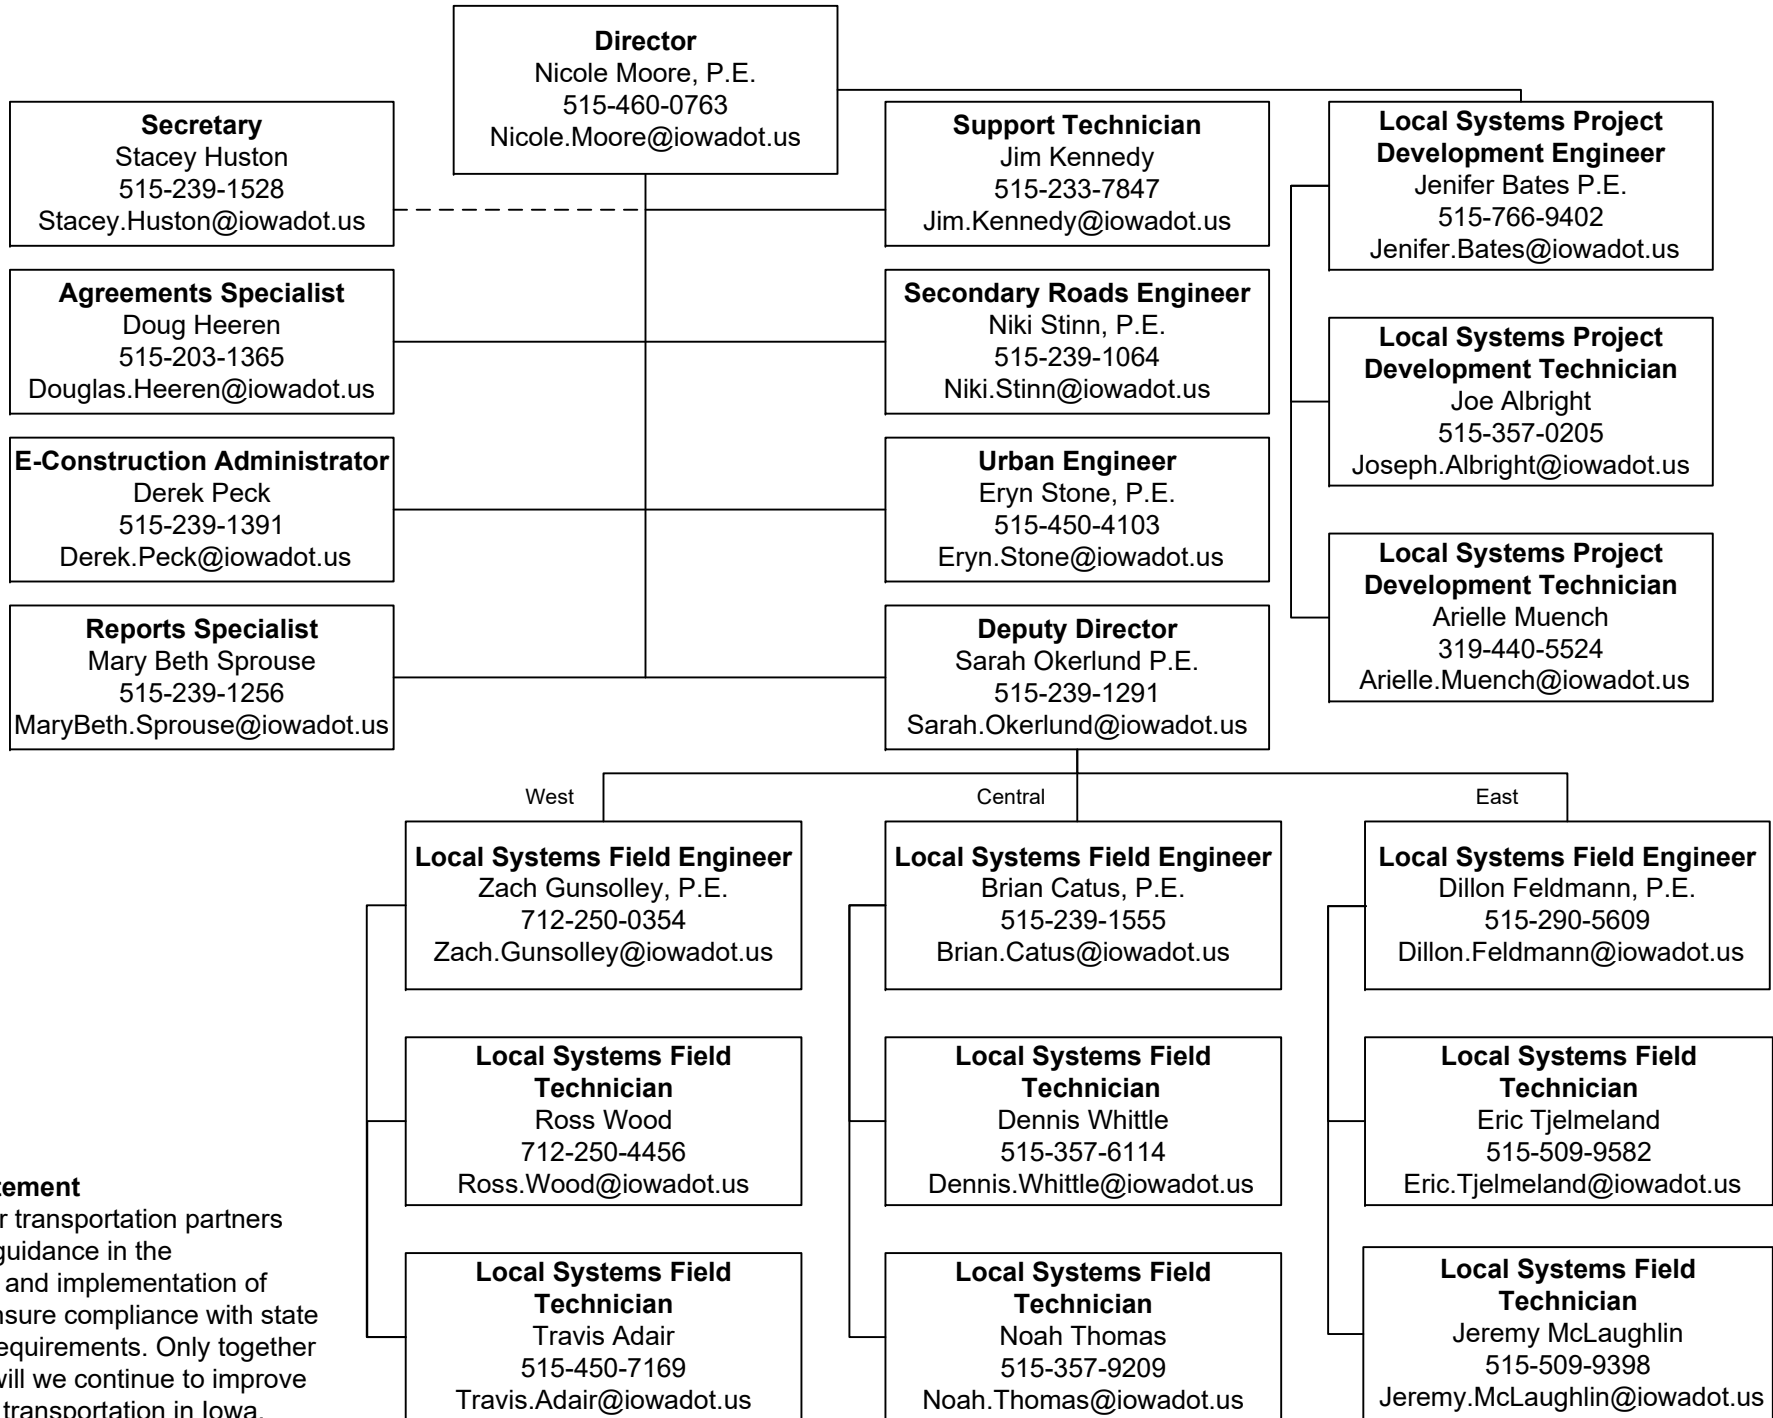 Director
Nicole Moore, P.E.
515-460-0763
Nicole.Moore@iowadot.us
Secretary
Stacey Huston
515-239-1528
Stacey.Huston@iowadot.us
Support Technician
Jim Kennedy
515-233-7847
Jim.Kennedy@iowadot.us
Local Systems Project
Development Engineer
Jenifer Bates P.E.
515-766-9402
Jenifer.Bates@iowadot.us
Agreements Specialist
Doug Heeren
515-203-1365
Douglas.Heeren@iowadot.us
Secondary Roads Engineer
Niki Stinn, P.E.
515-239-1064
Niki.Stinn@iowadot.us
Local Systems Project
Development Technician
Joe Albright
515-357-0205
Joseph.Albright@iowadot.us
E-Construction Administrator
Derek Peck
515-239-1391
Derek.Peck@iowadot.us
Urban Engineer
Eryn Stone, P.E.
515-450-4103
Eryn.Stone@iowadot.us
Local Systems Project
Development Technician
Arielle Muench
319-440-5524
Arielle.Muench@iowadot.us
Reports Specialist
Mary Beth Sprouse
515-239-1256
MaryBeth.Sprouse@iowadot.us
Deputy Director
Sarah Okerlund P.E.
515-239-1291
Sarah.Okerlund@iowadot.us
West
Central
East
Local Systems Field Engineer
Zach Gunsolley, P.E.
712-250-0354
Zach.Gunsolley@iowadot.us
Local Systems Field Engineer
Brian Catus, P.E.
515-239-1555
Brian.Catus@iowadot.us
Local Systems Field Engineer
Dillon Feldmann, P.E.
515-290-5609
Dillon.Feldmann@iowadot.us
Local Systems Field
Technician
Ross Wood
712-250-4456
Ross.Wood@iowadot.us
Local Systems Field
Technician
Dennis Whittle
515-357-6114
Dennis.Whittle@iowadot.us
Local Systems Field
Technician
Eric Tjelmeland
515-509-9582
Eric.Tjelmeland@iowadot.us
Local Systems Field
Technician
Travis Adair
515-450-7169
Travis.Adair@iowadot.us
Local Systems Field
Technician
Noah Thomas
515-357-9209
Noah.Thomas@iowadot.us
Local Systems Field
Technician
Jeremy McLaughlin
515-509-9398
Jeremy.McLaughlin@iowadot.us
transportation partners
guidance in the
and implementation of
compliance with state
Only together
will we continue to improve
transportation in Iowa.